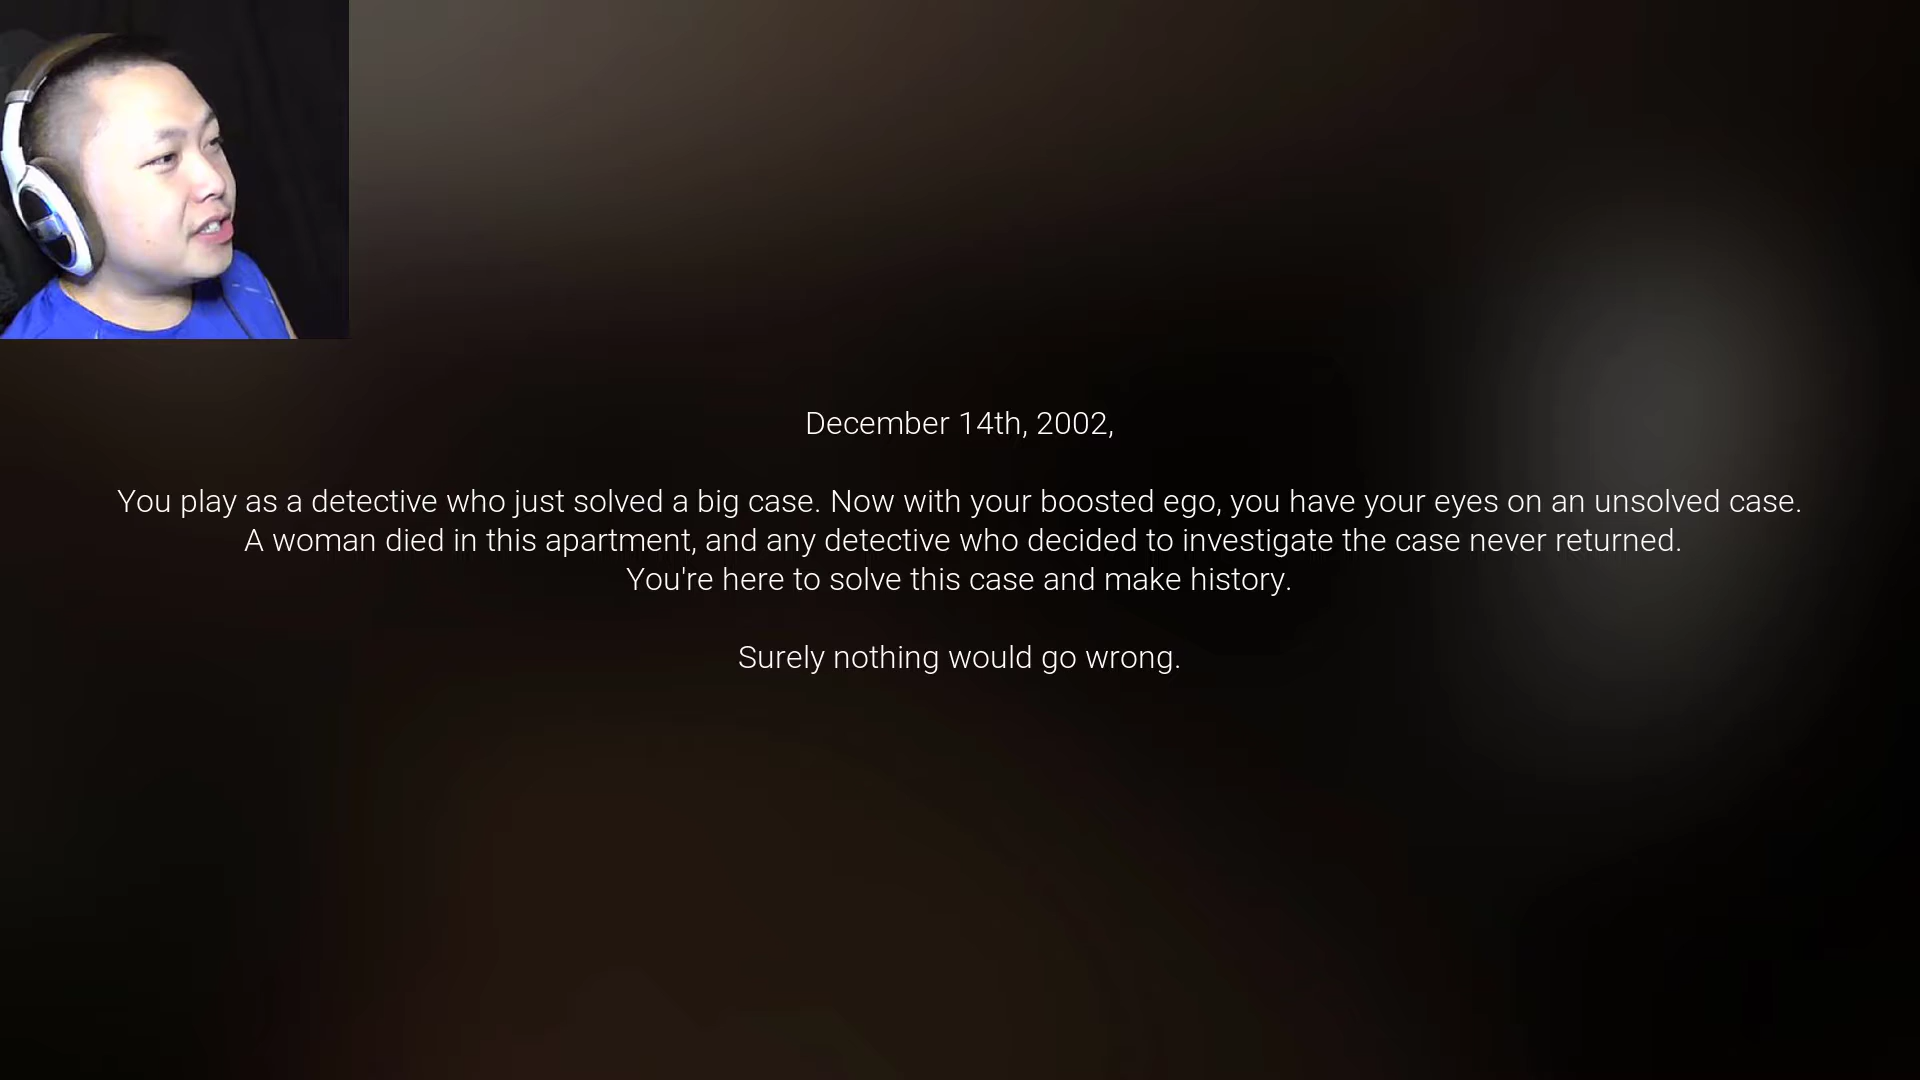 December 14th, 2002,
You play as a detective who just solved a big case. Now with your boosted ego, you have your eyes on an unsolved case.
A woman died in this apartment, and any detective who decided to investigate the case never returned.
You're here to solve this case and make history.
Surely nothing would go wrong.